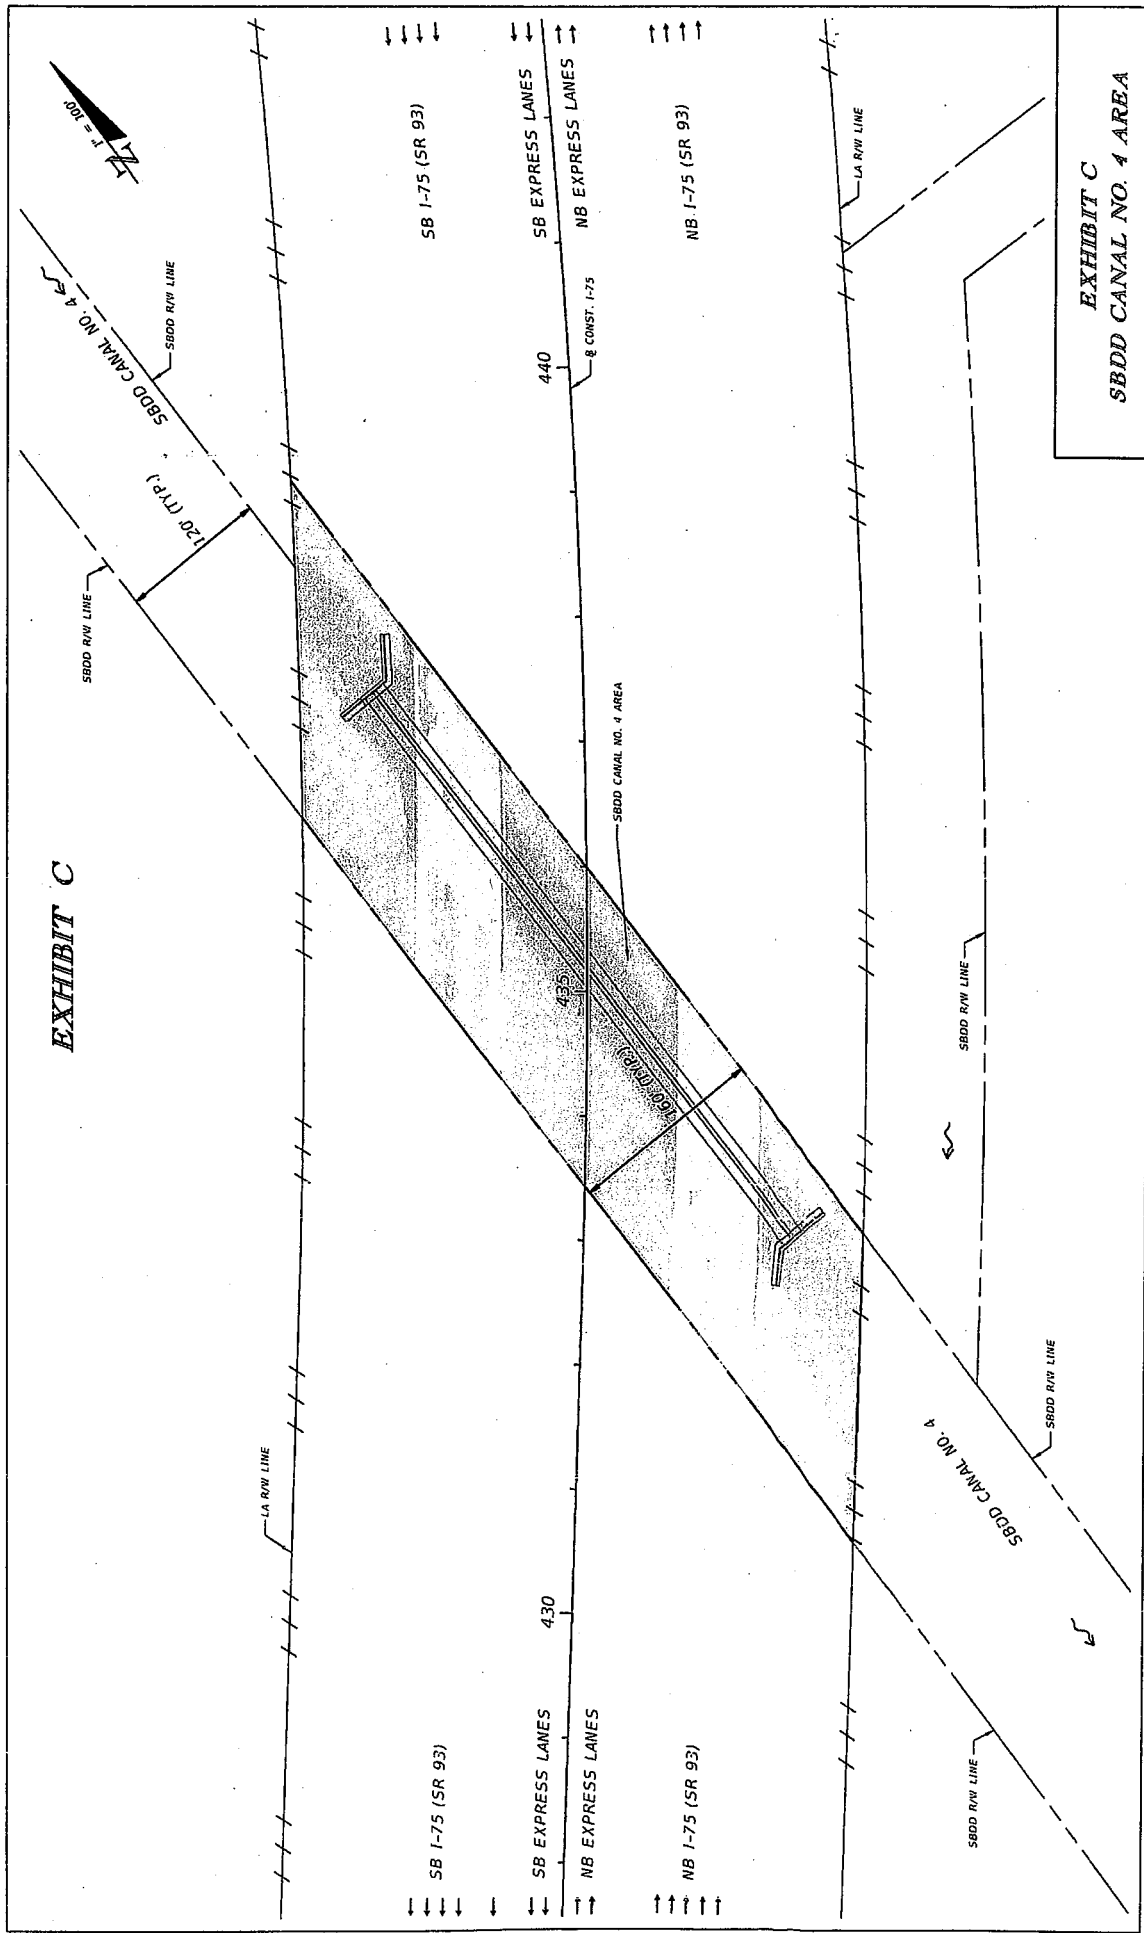 EXHIBIT C
1" = 100'
N
SBDD R/W LINE
120' (TYP.)
SBDD CANAL NO. 4
SBDD R/W LINE
LA R/W LINE
SB I-75 (SR 93)
SB I-75 (SR 93)
SB EXPRESS LANES
NB EXPRESS LANES
SB EXPRESS LANES
NB EXPRESS LANES
430
435
440
℄ CONST. I-75
160' (TYP.)
SBDD CANAL NO. 4 AREA
NB I-75 (SR 93)
NB I-75 (SR 93)
LA R/W LINE
SBDD R/W LINE
SBDD CANAL NO. 4
SBDD R/W LINE
SBDD R/W LINE
EXHIBIT C
SBDD CANAL NO. 4 AREA